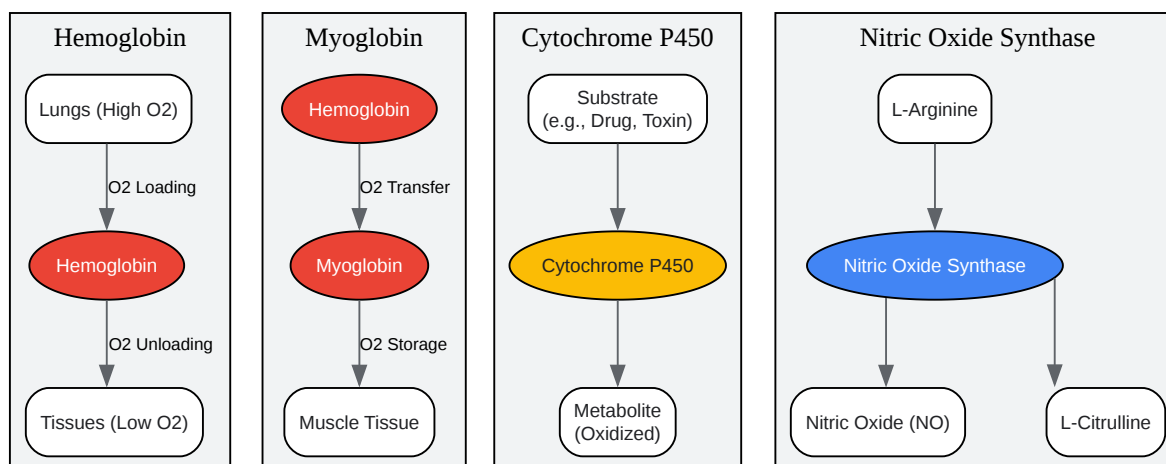 Hemoglobin
Lungs (High O2)
O2 Loading
Hemoglobin
O2 Unloading
Tissues (Low O2)
Myoglobin
Hemoglobin
O2 Transfer
Myoglobin
O2 Storage
Muscle Tissue
Cytochrome P450
Substrate
(e.g., Drug, Toxin)
Cytochrome P450
Metabolite
(Oxidized)
Nitric Oxide Synthase
L-Arginine
Nitric Oxide Synthase
Nitric Oxide (NO)
L-Citrulline